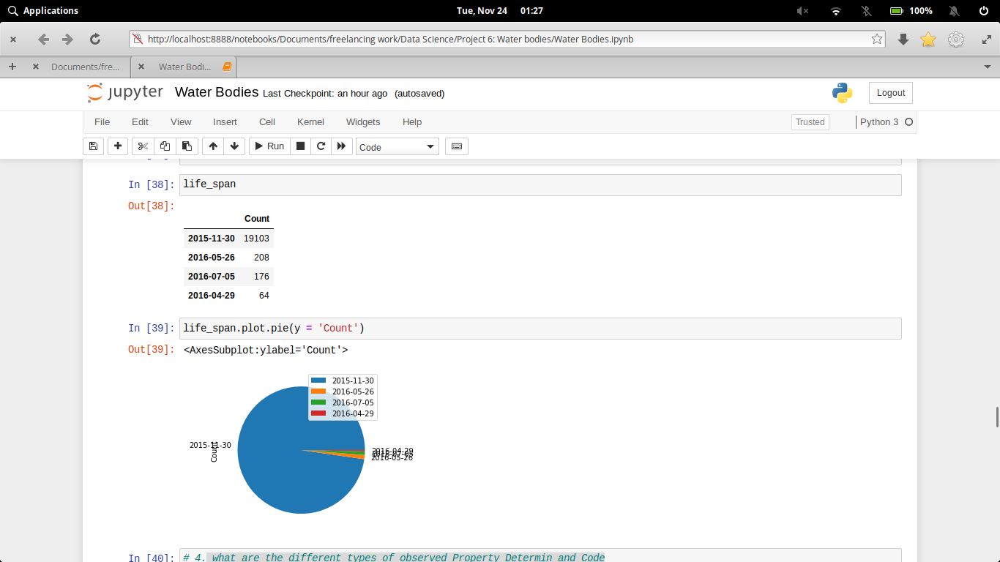 Applications
Tue, Nov 24 01:27
100%
http://localhost:8888/notebooks/Documents/freelancing work/Data Science/Project 6: Water bodies/Water Bodies.ipynb
Documents/fre...
Water Bodi...
jupyter Water Bodies Last Checkpoint: an hour ago (autosaved)
Logout
File Edit View Insert Cell Kernel Widgets Help
Trusted
Python 3
Run
Code
In [38]: life_span
Out[38]:
Count
2015-11-30 19103
2016-05-26 208
2016-07-05 176
2016-04-29 64
In [39]: life_span.plot.pie(y = 'Count')
Out[39]: <AxesSubplot:ylabel='Count'>
2015-11-30
2016-05-26
2016-07-05
2016-04-29
2015-11-30
Count
2016-04-29
2016-07-05
2016-05-26
In [40]: # 4. what are the different types of observed Property Determin and Code